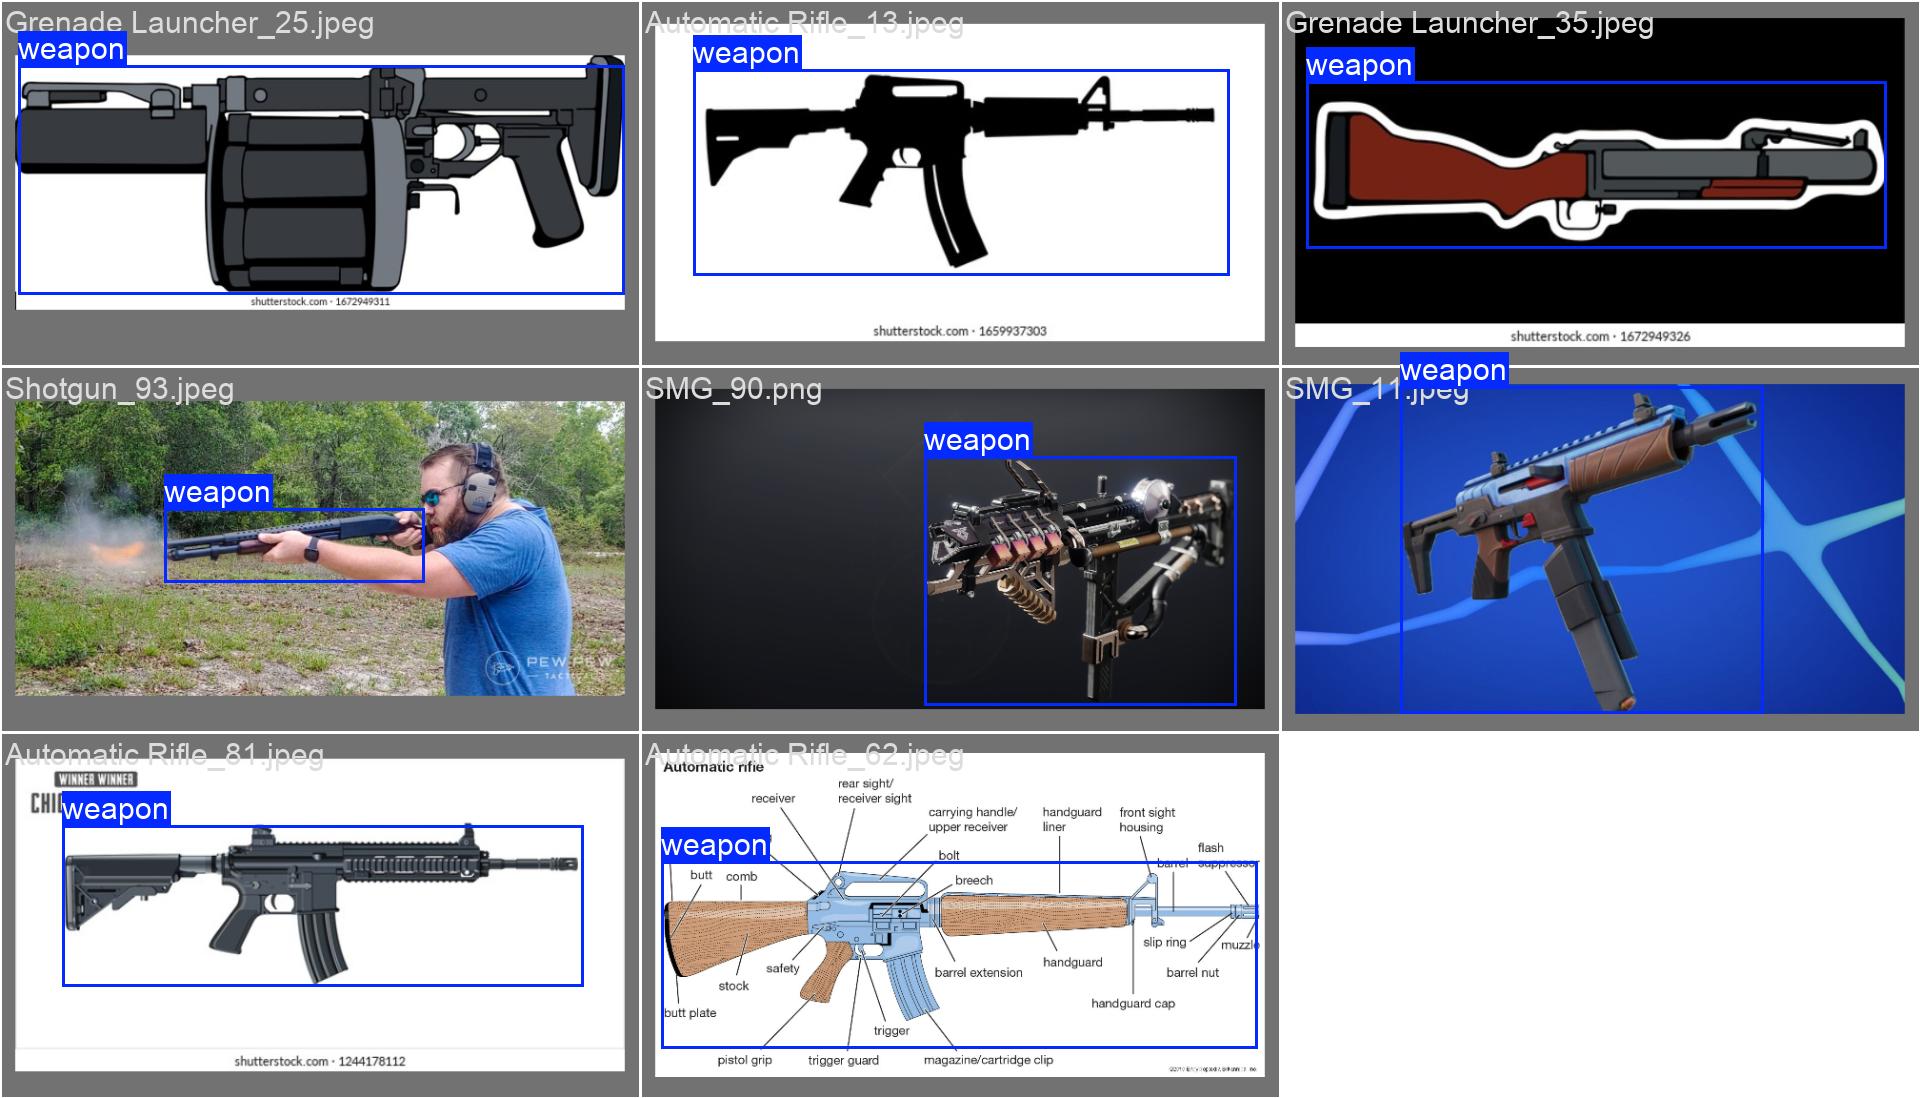 Grenade Launcher_25.jpeg
weapon
shutterstock.com · 1672949311
Automatic Rifle_13.jpeg
weapon
shutterstock.com · 1659937303
Grenade Launcher_35.jpeg
weapon
shutterstock.com · 1672949326
Shotgun_93.jpeg
weapon
PEW PEW
TACTICAL
SMG_90.png
weapon
SMG_11.jpeg
weapon
Automatic Rifle_81.jpeg
WINNER WINNER
weapon
shutterstock.com · 1244178112
Automatic Rifle_62.jpeg
Automatic rifle
rear sight/
receiver sight
receiver
carrying handle/
upper receiver
handguard
liner
front sight
housing
weapon
bolt
flash
suppressor
barrel
butt
comb
breech
slip ring
muzzle
safety
barrel extension
handguard
barrel nut
stock
handguard cap
butt plate
trigger
pistol grip
trigger guard
magazine/cartridge clip